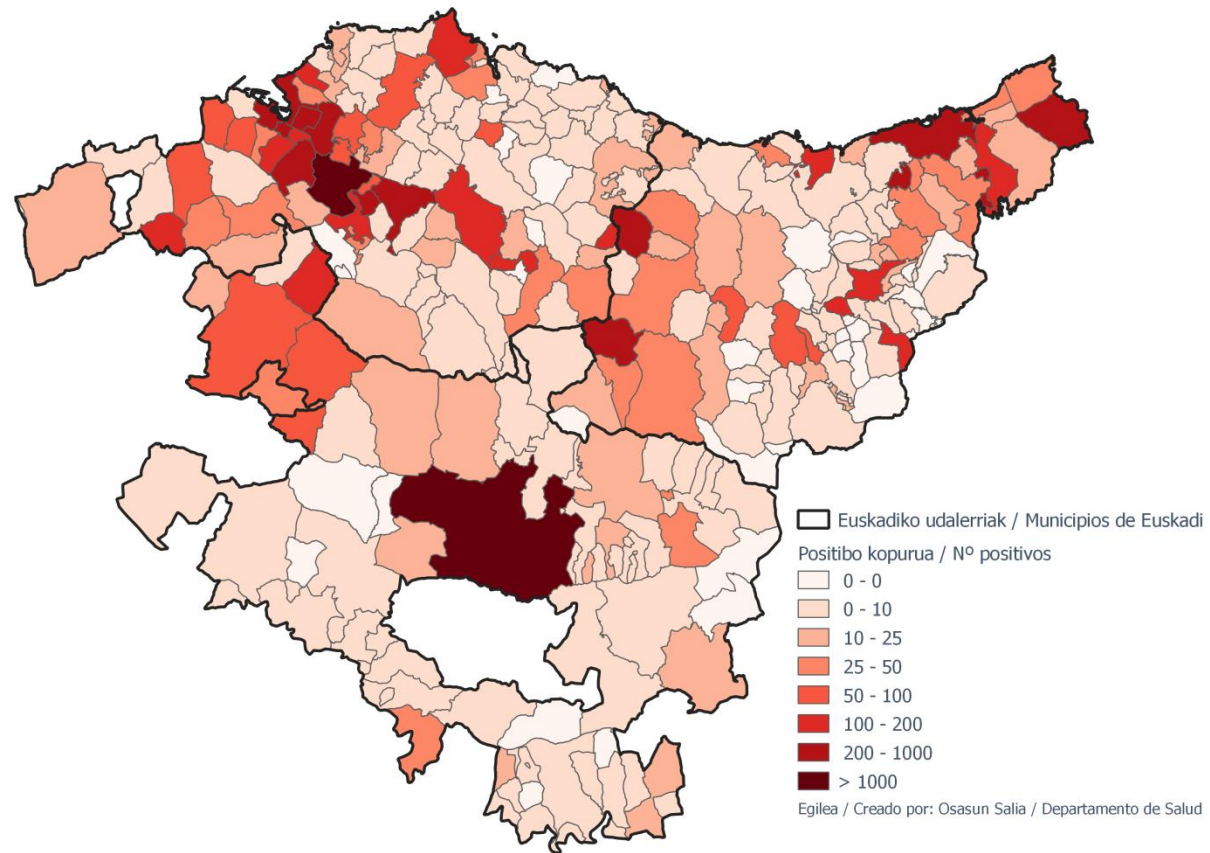 Euskadiko udalerriak / Municipios de Euskadi
Positibo kopurua / Nº positivos
0 - 0
0 - 10
10 - 25
25 - 50
50 - 100
100 - 200
200 - 1000
> 1000
Egilea / Creado por: Osasun Salia / Departamento de Salud